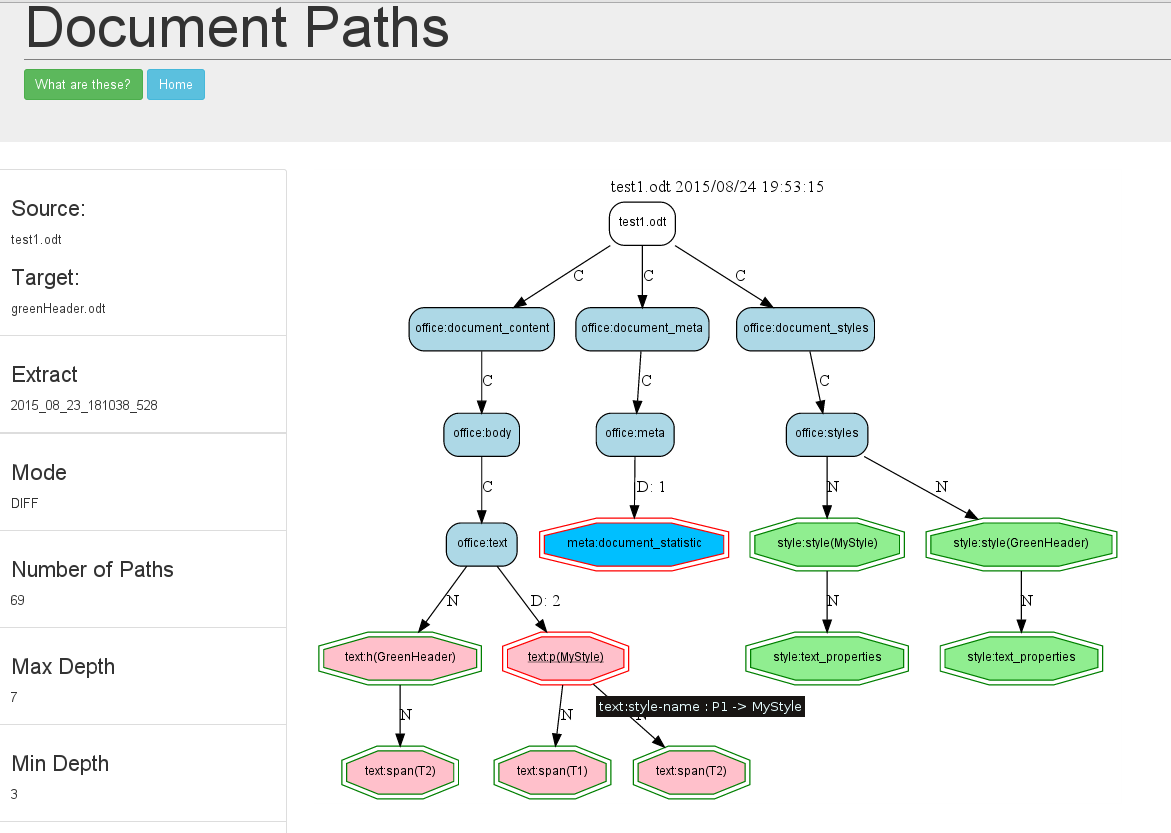 Document Paths
What are these?
Home
Source:
test1.odt
Target:
greenHeader.odt
Extract
2015_08_23_181038_528
Mode
DIFF
Number of Paths
69
Max Depth
7
Min Depth
3
test1.odt 2015/08/24 19:53:15
test1.odt
C
C
C
office:document_content
office:document_meta
office:document_styles
C
C
C
office:body
office:meta
office:styles
C
D: 1
N
N
office:text
meta:document_statistic
style:style(MyStyle)
style:style(GreenHeader)
N
D: 2
N
N
text:h(GreenHeader)
text:p(MyStyle)
style:text_properties
style:text_properties
text:style-name : P1 -> MyStyle
N
N
N
text:span(T2)
text:span(T1)
text:span(T2)